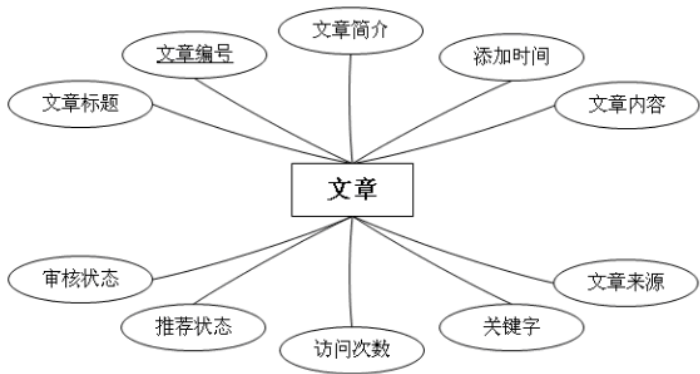 文章简介
文章编号
添加时间
文章标题
文章内容
文章
审核状态
文章来源
推荐状态
关键字
访问次数